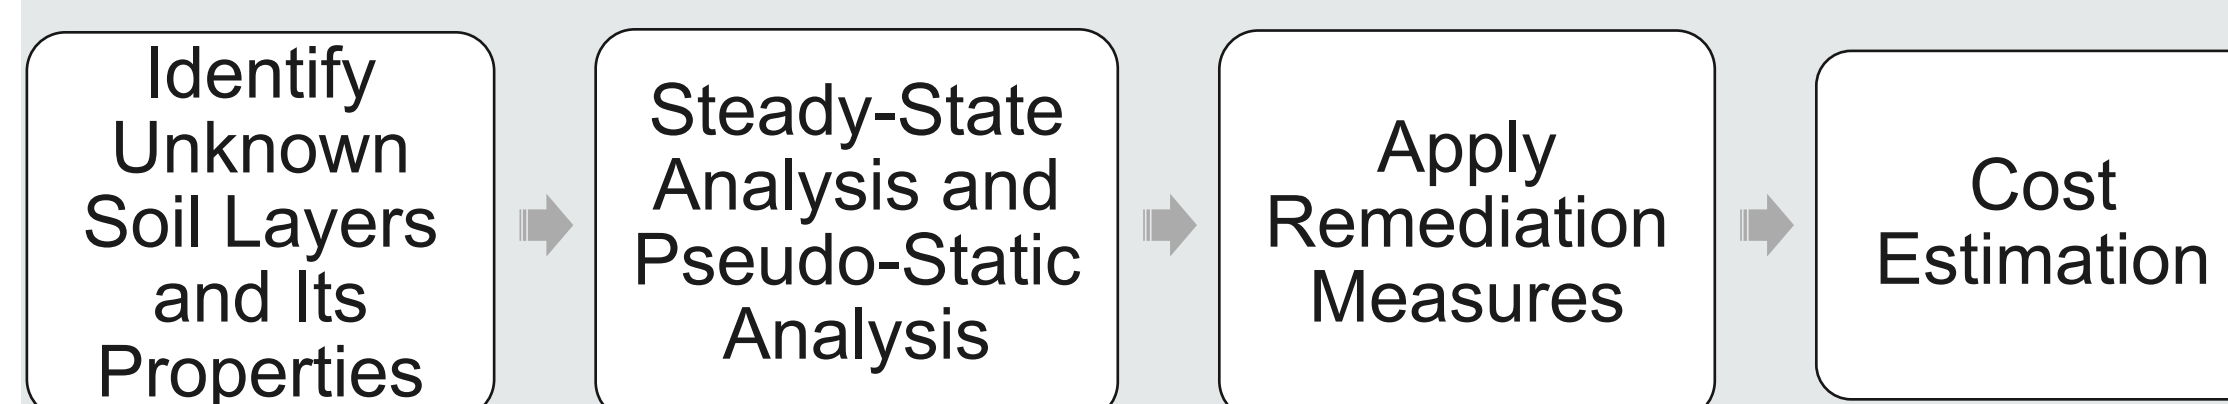 Identify
Unknown
Soil Layers
and Its
Properties
Steady-State
Analysis and
Pseudo-Static
Analysis
Apply
Remediation
Measures
Cost
Estimation